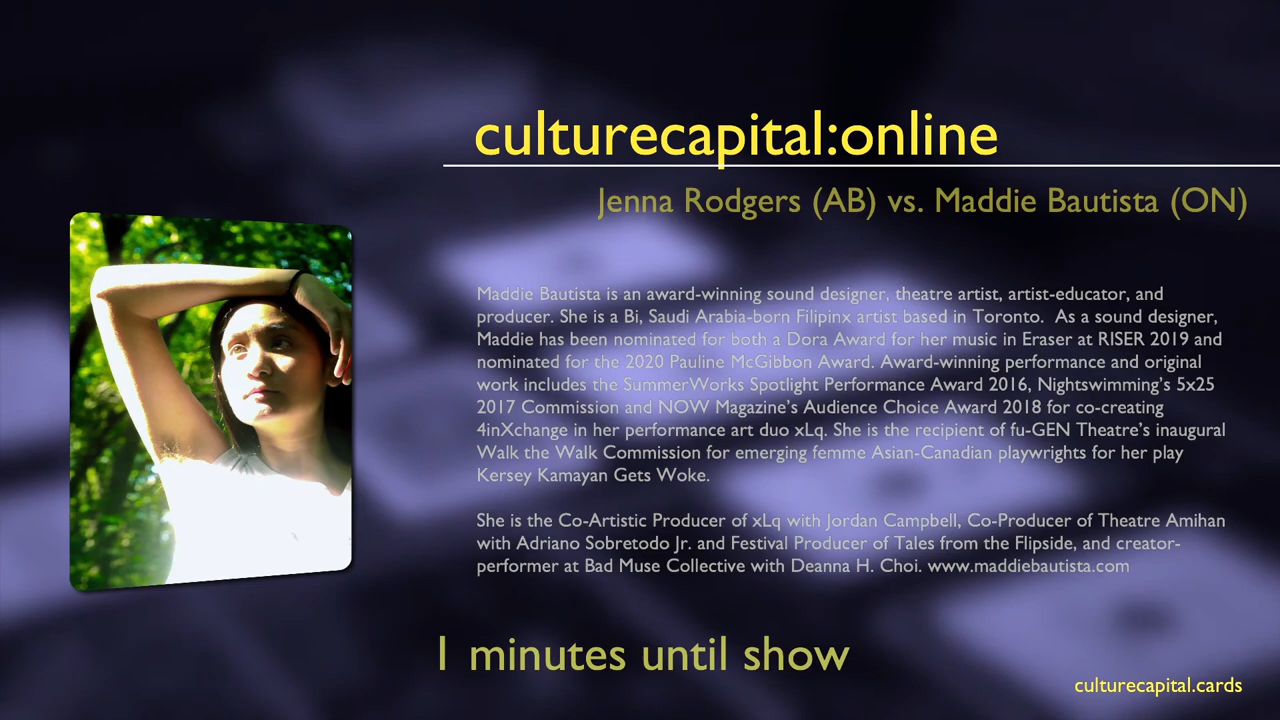 culturecapital:online
Jenna Rodgers (AB) vs. Maddie Bautista (ON)
Maddie Bautista is an award-winning sound designer, theatre artist, artist-educator, and
producer. She is a Bi, Saudi Arabia-born Filipinx artist based in Toronto.  As a sound designer,
Maddie has been nominated for both a Dora Award for her music in Eraser at RISER 2019 and
nominated for the 2020 Pauline McGibbon Award. Award-winning performance and original
work includes the SummerWorks Spotlight Performance Award 2016, Nightswimming's 5x25
2017 Commission and NOW Magazine's Audience Choice Award 2018 for co-creating
4inXchange in her performance art duo xLq. She is the recipient of fu-GEN Theatre's inaugural
Walk the Walk Commission for emerging femme Asian-Canadian playwrights for her play
Kersey Kamayan Gets Woke.
She is the Co-Artistic Producer of xLq with Jordan Campbell, Co-Producer of Theatre Amihan
with Adriano Sobretodo Jr. and Festival Producer of Tales from the Flipside, and creator-
performer at Bad Muse Collective with Deanna H. Choi. www.maddiebautista.com
1 minutes until show
culturecapital.cards